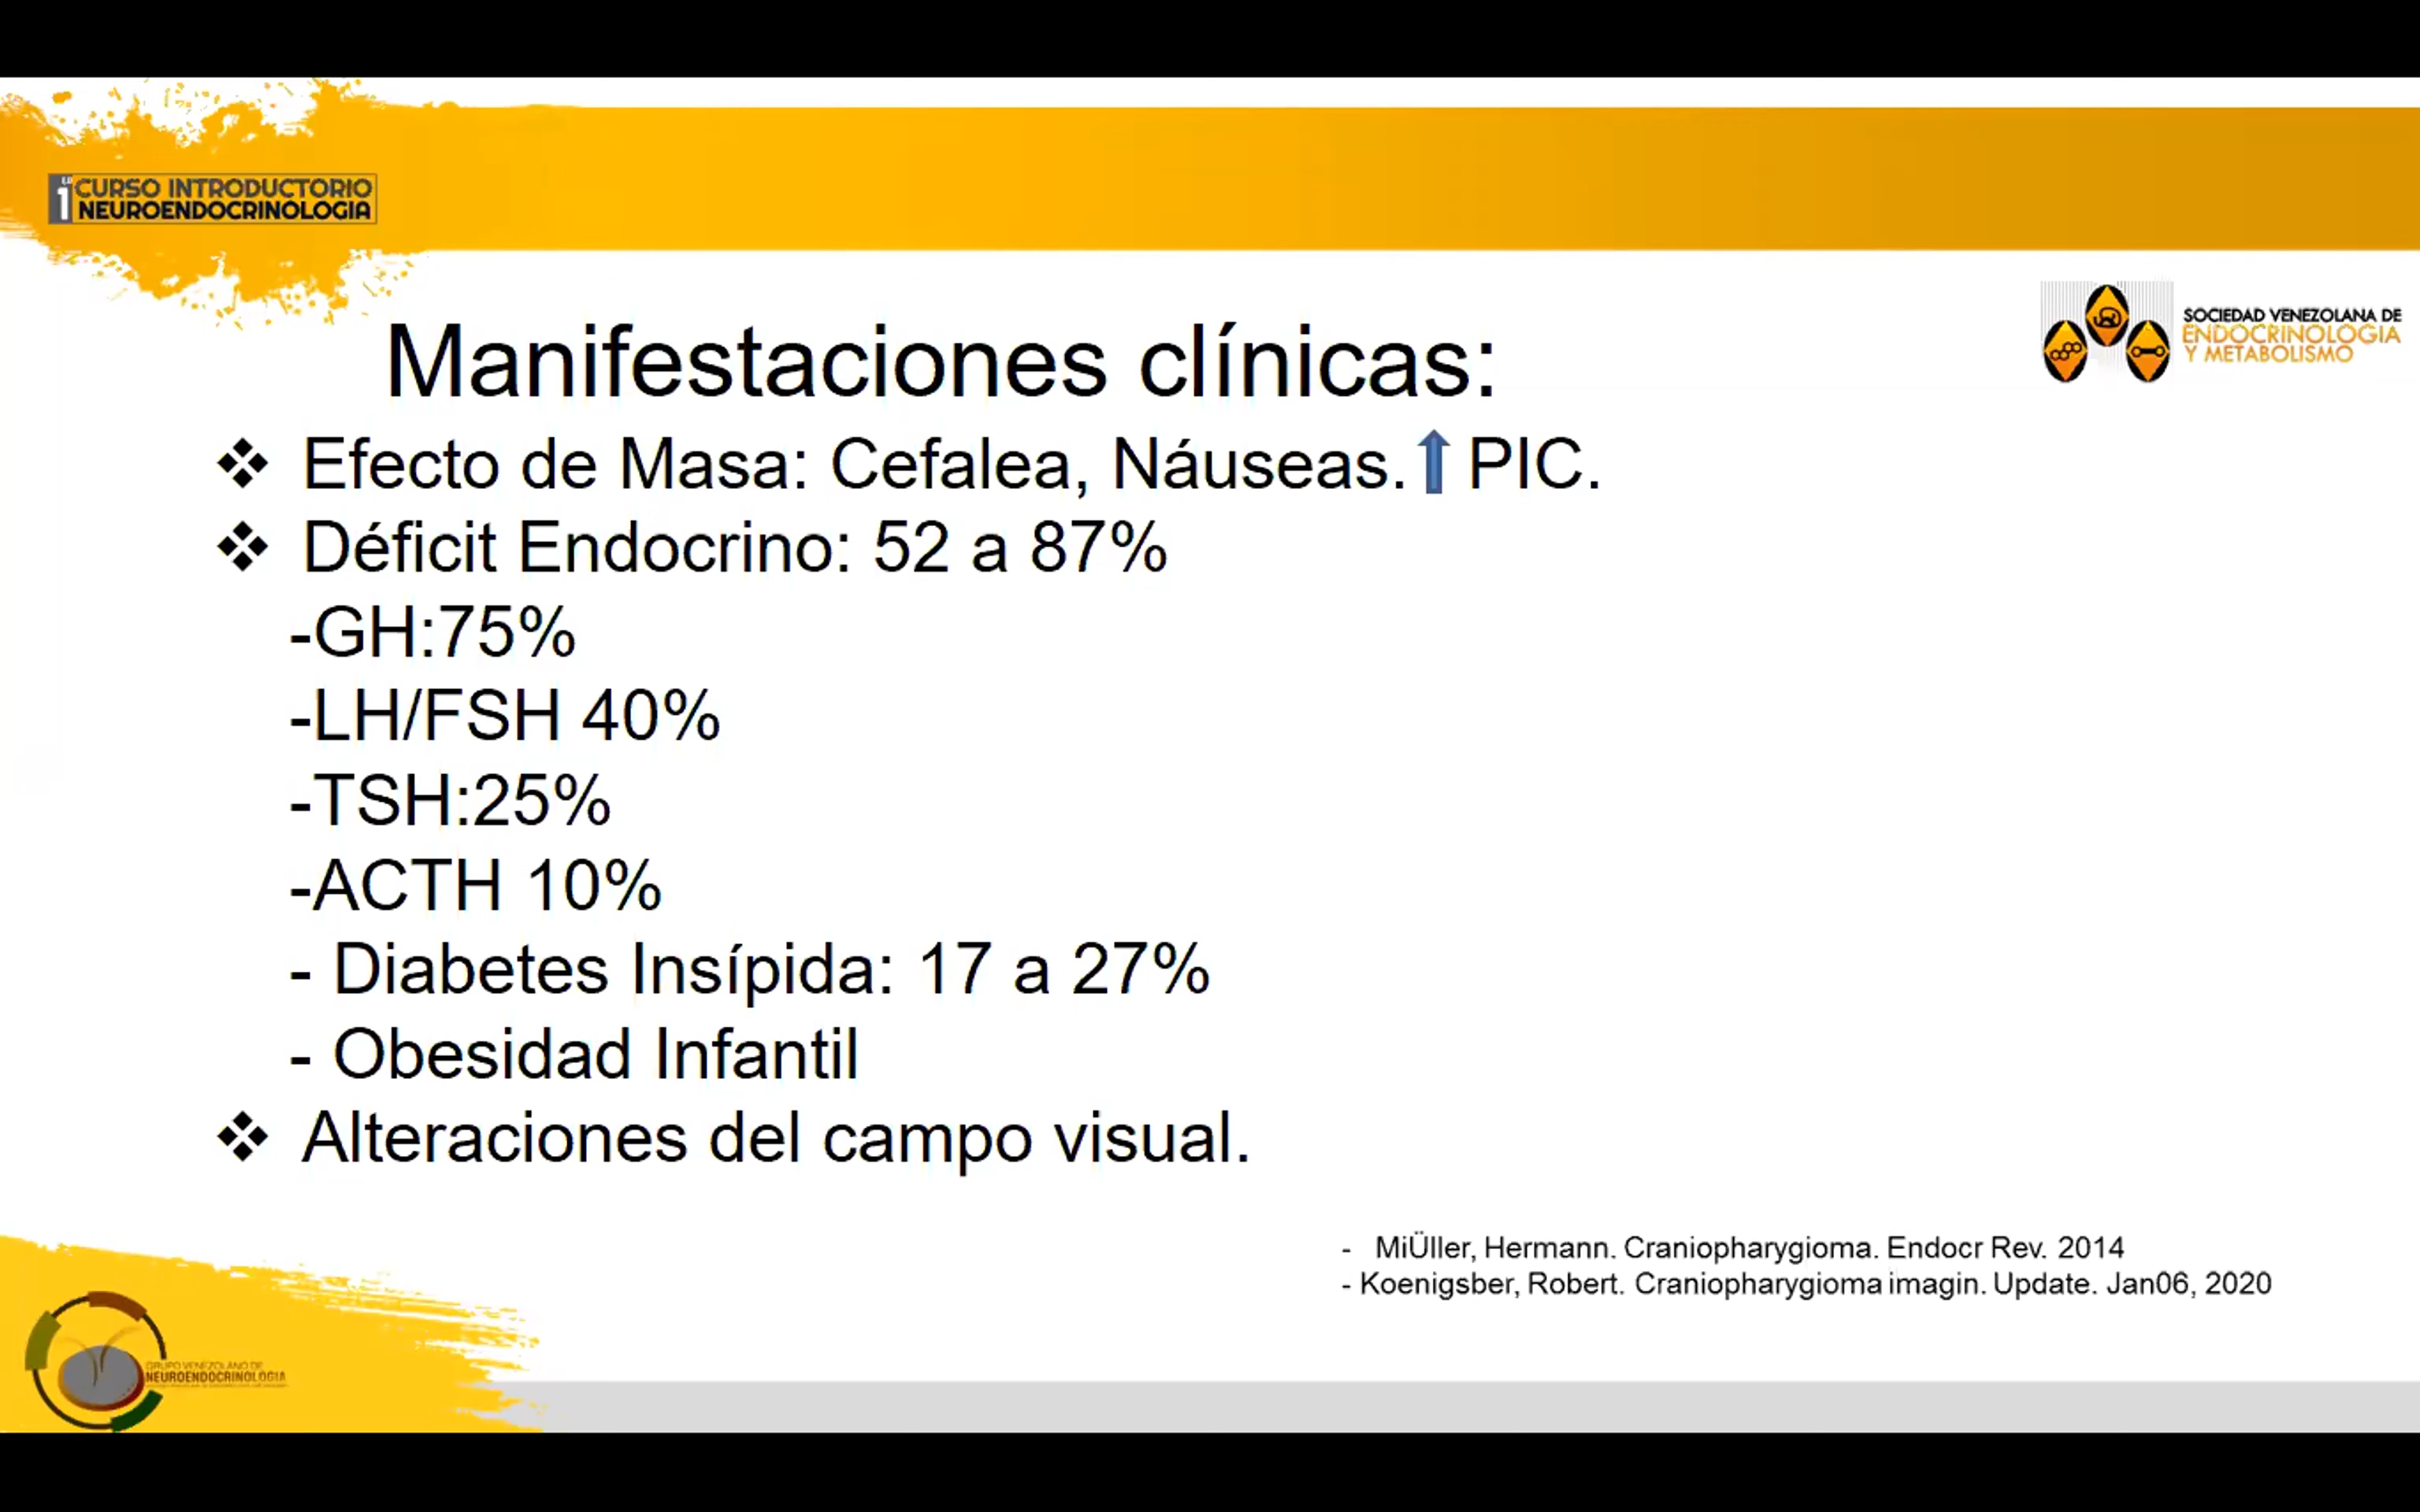 1 CURSO INTRODUCTORIO
NEUROENDOCRINOLOGIA
SOCIEDAD VENEZOLANA DE
ENDOCRINOLOGIA
Y METABOLISMO
Manifestaciones clínicas:
❖ Efecto de Masa: Cefalea, Náuseas.⬆PIC.
❖ Déficit Endocrino: 52 a 87%
-GH:75%
-LH/FSH 40%
-TSH:25%
-ACTH 10%
- Diabetes Insípida: 17 a 27%
- Obesidad Infantil
❖ Alteraciones del campo visual.
- MiÜller, Hermann. Craniopharygioma. Endocr Rev. 2014
- Koenigsber, Robert. Craniopharygioma imagin. Update. Jan06, 2020
GRUPO VENEZOLANO DE
NEUROENDOCRINOLOGIA